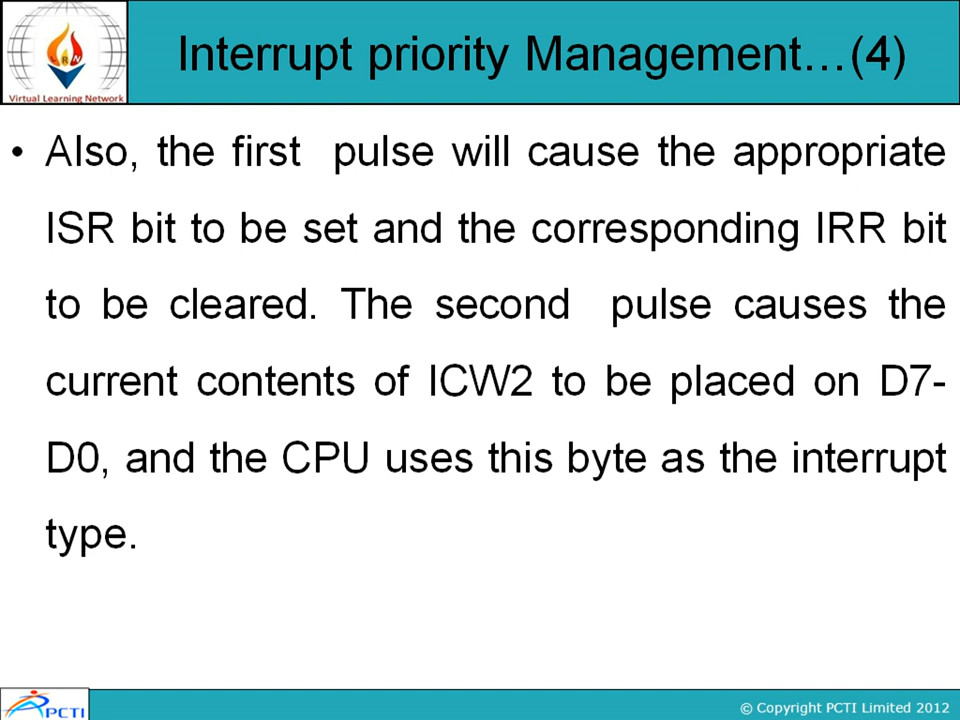 Interrupt priority Management…(4)
RN
Virtual Learning Network
• Also, the first pulse will cause the appropriate
ISR bit to be set and the corresponding IRR bit
to be cleared. The second pulse causes the
current contents of ICW2 to be placed on D7-
D0, and the CPU uses this byte as the interrupt
type.
PCTI
© Copyright PCTI Limited 2012